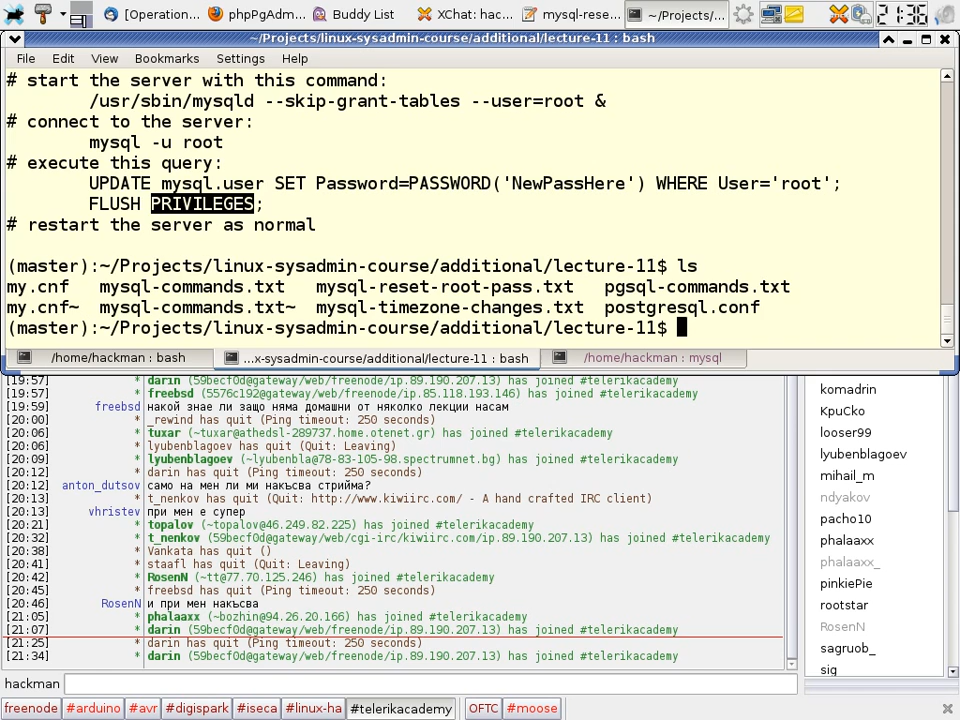 [Operation...
phpPgAdm...
Buddy List
XChat: hac...
mysql-rese...
~/Projects/...
21:36
~/Projects/linux-sysadmin-course/additional/lecture-11 : bash
File Edit View Bookmarks Settings Help
# start the server with this command:
/usr/sbin/mysqld --skip-grant-tables --user=root &
# connect to the server:
mysql -u root
# execute this query:
UPDATE mysql.user SET Password=PASSWORD('NewPassHere') WHERE User='root';
FLUSH PRIVILEGES;
# restart the server as normal
(master):~/Projects/linux-sysadmin-course/additional/lecture-11$ ls
my.cnf mysql-commands.txt mysql-reset-root-pass.txt pgsql-commands.txt
my.cnf~ mysql-commands.txt~ mysql-timezone-changes.txt postgresql.conf
(master):~/Projects/linux-sysadmin-course/additional/lecture-11$
/home/hackman : bash
...x-sysadmin-course/additional/lecture-11 : bash
/home/hackman : mysql
[19:57] * darin (59becf0d@gateway/web/freenode/ip.89.190.207.13) has joined #telerikacademy
[19:57] * freebsd (5576c192@gateway/web/freenode/ip.85.118.193.146) has joined #telerikacademy
[19:59] freebsd някой знае ли защо няма домашни от няколко лекции насам
[20:00] * _rewind has quit (Ping timeout: 250 seconds)
[20:06] * tuxar (~tuxar@athedsl-289737.home.otenet.gr) has joined #telerikacademy
[20:06] * lyubenblagoev has quit (Quit: Leaving)
[20:09] * lyubenblagoev (~lyubenbla@78-83-105-98.spectrumnet.bg) has joined #telerikacademy
[20:12] * darin has quit (Ping timeout: 250 seconds)
[20:12] anton_dutsov само на мен ли ми накъсва стрийма?
[20:13] * t_nenkov has quit (Quit: http://www.kiwiirc.com/ - A hand crafted IRC client)
[20:13] vhristev при мен е супер
[20:21] * topalov (~topalov@46.249.82.225) has joined #telerikacademy
[20:32] * t_nenkov (59becf0d@gateway/web/cgi-irc/kiwiirc.com/ip.89.190.207.13) has joined #telerikacademy
[20:38] * Vankata has quit ()
[20:41] * staafl has quit (Quit: Leaving)
[20:42] * RosenN (~tt@77.70.125.246) has joined #telerikacademy
[20:45] * freebsd has quit (Ping timeout: 250 seconds)
[20:46] RosenN и при мен накъсва
[21:05] * phalaaxx (~bozhin@94.26.20.166) has joined #telerikacademy
[21:07] * darin (59becf0d@gateway/web/freenode/ip.89.190.207.13) has joined #telerikacademy
[21:25] * darin has quit (Ping timeout: 250 seconds)
[21:34] * darin (59becf0d@gateway/web/freenode/ip.89.190.207.13) has joined #telerikacademy
komadrin
KpuCko
looser99
lyubenblagoev
mihail_m
ndyakov
pacho10
phalaaxx
phalaaxx_
pinkiePie
rootstar
RosenN
sagruob_
sig
hackman
freenode #arduino #avr #digispark #iseca #linux-ha #telerikacademy OFTC #moose